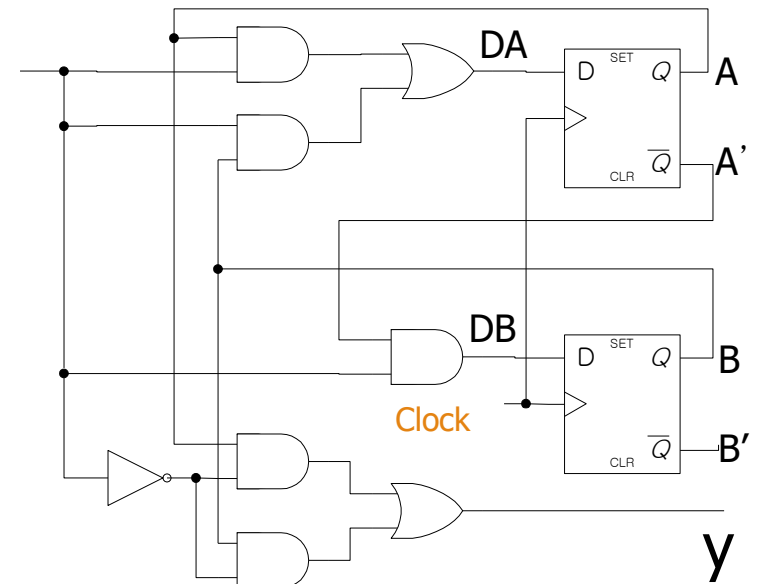 DA
D SET Q A
Q A'
CLR
DB
D SET Q B
Clock
Q B'
CLR
y